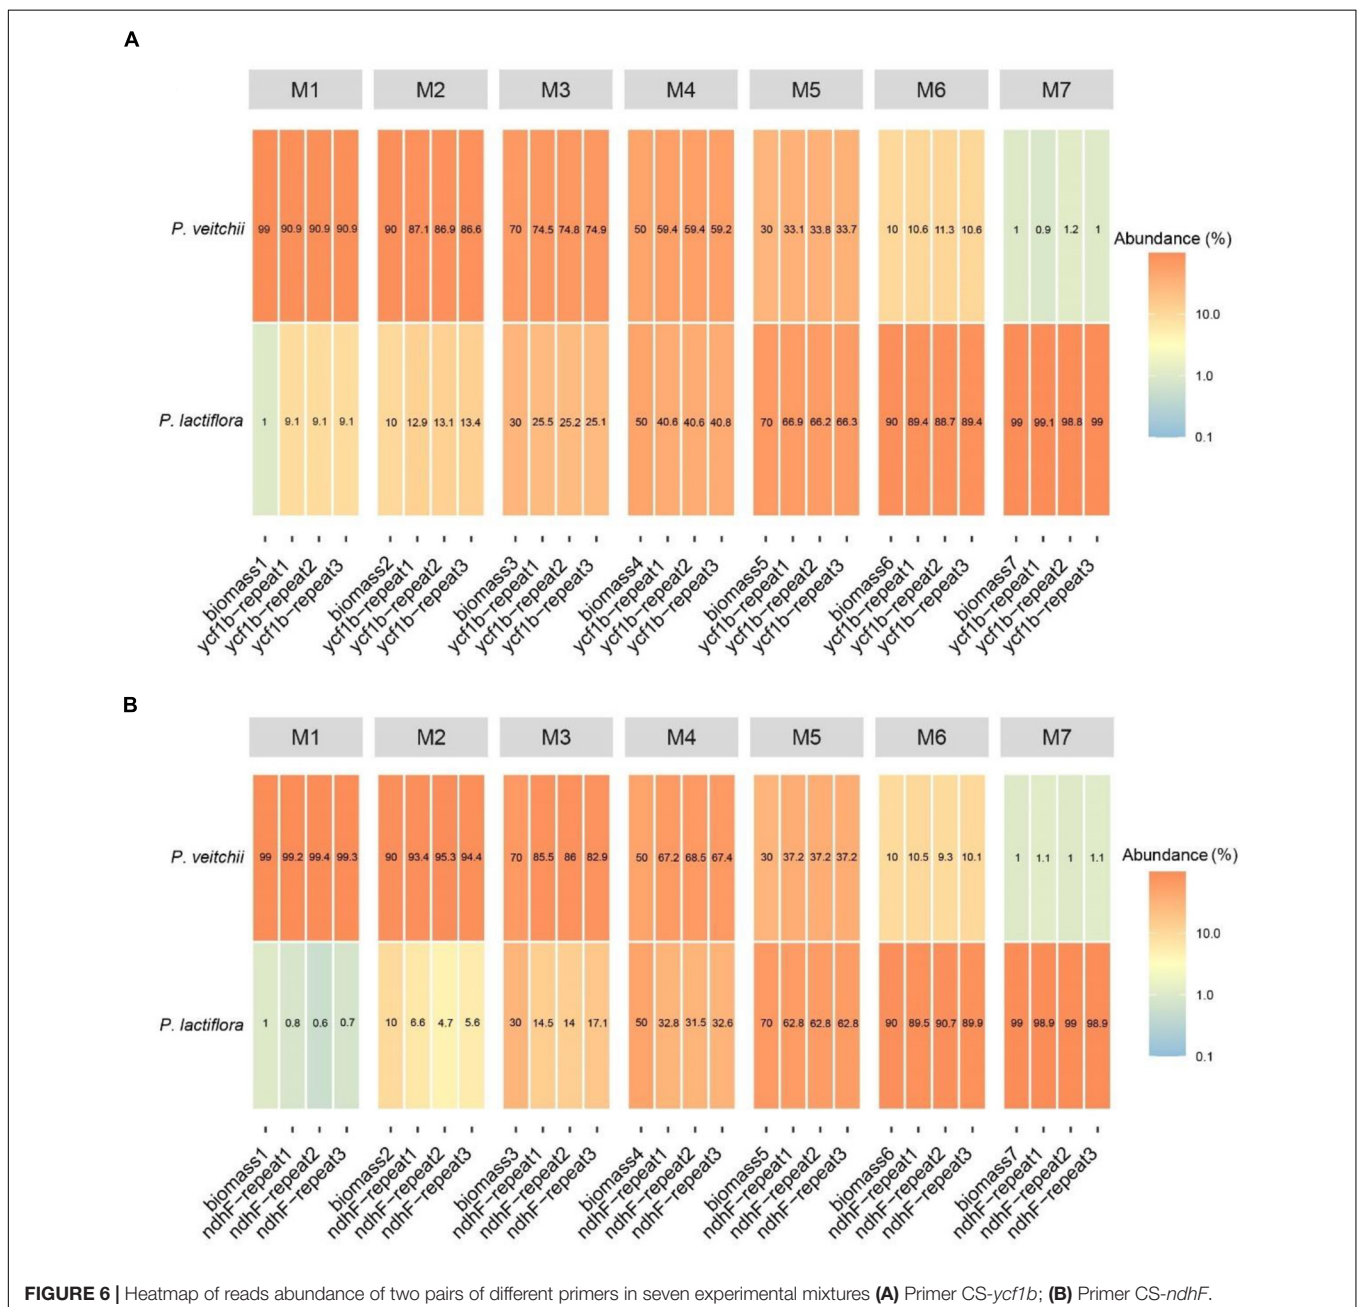 A
M1 M2 M3 M4 M5 M6 M7
P. veitchii 99 90.9 90.9 90.9 90 87.1 86.9 86.6 70 74.5 74.8 74.9 50 59.4 59.4 59.2 30 33.1 33.8 33.7 10 10.6 11.3 10.6 1 0.9 1.2 1
Abundance (%)
10.0
1.0
0.1
P. lactiflora 1 9.1 9.1 9.1 10 12.9 13.1 13.4 30 25.5 25.2 25.1 50 40.6 40.6 40.8 70 66.9 66.2 66.3 90 89.4 88.7 89.4 99 99.1 98.8 99
biomass1 ycf1b−repeat1 ycf1b−repeat2 ycf1b−repeat3 biomass2 ycf1b−repeat1 ycf1b−repeat2 ycf1b−repeat3 biomass3 ycf1b−repeat1 ycf1b−repeat2 ycf1b−repeat3 biomass4 ycf1b−repeat1 ycf1b−repeat2 ycf1b−repeat3 biomass5 ycf1b−repeat1 ycf1b−repeat2 ycf1b−repeat3 biomass6 ycf1b−repeat1 ycf1b−repeat2 ycf1b−repeat3 biomass7 ycf1b−repeat1 ycf1b−repeat2 ycf1b−repeat3
B
M1 M2 M3 M4 M5 M6 M7
P. veitchii 99 99.2 99.4 99.3 90 93.4 95.3 94.4 70 85.5 86 82.9 50 67.2 68.5 67.4 30 37.2 37.2 37.2 10 10.5 9.3 10.1 1 1.1 1 1.1
Abundance (%)
10.0
1.0
0.1
P. lactiflora 1 0.8 0.6 0.7 10 6.6 4.7 5.6 30 14.5 14 17.1 50 32.8 31.5 32.6 70 62.8 62.8 62.8 90 89.5 90.7 89.9 99 98.9 99 98.9
biomass1 ndhF−repeat1 ndhF−repeat2 ndhF−repeat3 biomass2 ndhF−repeat1 ndhF−repeat2 ndhF−repeat3 biomass3 ndhF−repeat1 ndhF−repeat2 ndhF−repeat3 biomass4 ndhF−repeat1 ndhF−repeat2 ndhF−repeat3 biomass5 ndhF−repeat1 ndhF−repeat2 ndhF−repeat3 biomass6 ndhF−repeat1 ndhF−repeat2 ndhF−repeat3 biomass7 ndhF−repeat1 ndhF−repeat2 ndhF−repeat3
FIGURE 6 | Heatmap of reads abundance of two pairs of different primers in seven experimental mixtures (A) Primer CS-ycf1b; (B) Primer CS-ndhF.